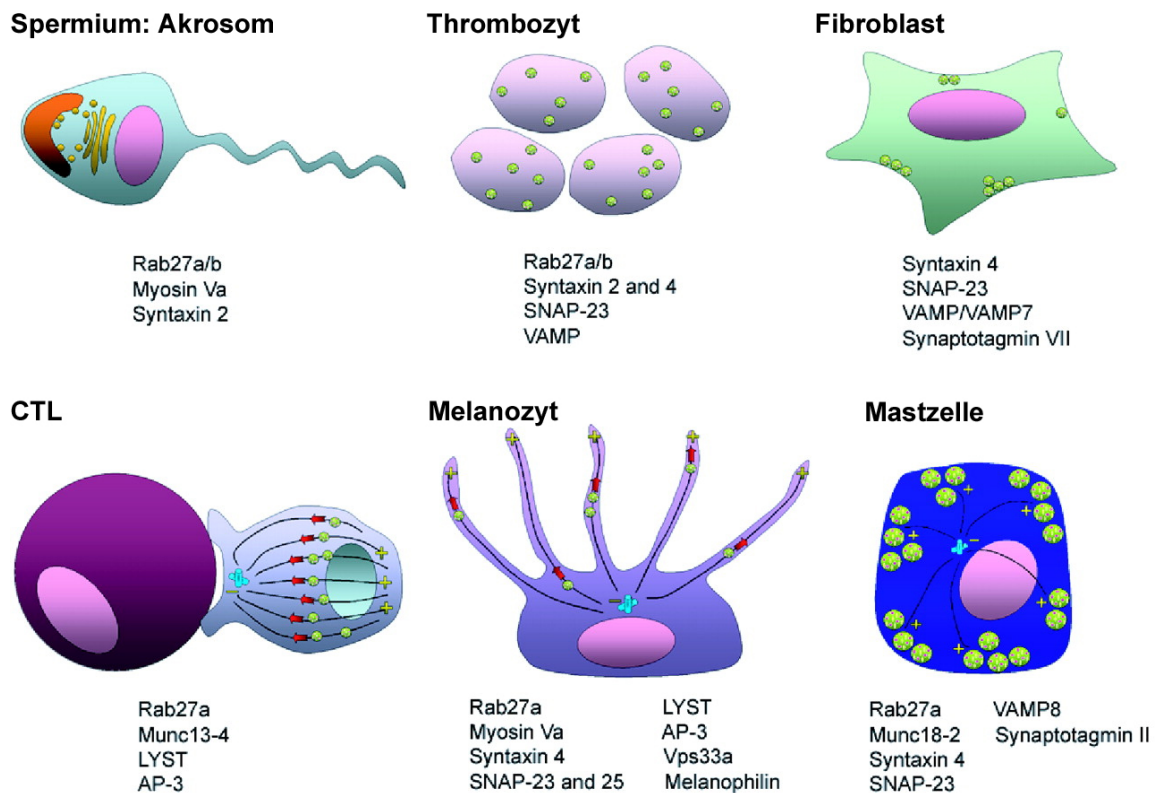 Spermium: Akrosom
Thrombozyt
Fibroblast
Rab27a/b
Myosin Va
Syntaxin 2
Rab27a/b
Syntaxin 2 and 4
SNAP-23
VAMP
Syntaxin 4
SNAP-23
VAMP/VAMP7
Synaptotagmin VII
CTL
Melanozyt
Mastzelle
Rab27a
Munc13-4
LYST
AP-3
Rab27a
Myosin Va
Syntaxin 4
SNAP-23 and 25
LYST
AP-3
Vps33a
Melanophilin
Rab27a
Munc18-2
Syntaxin 4
SNAP-23
VAMP8
Synaptotagmin II